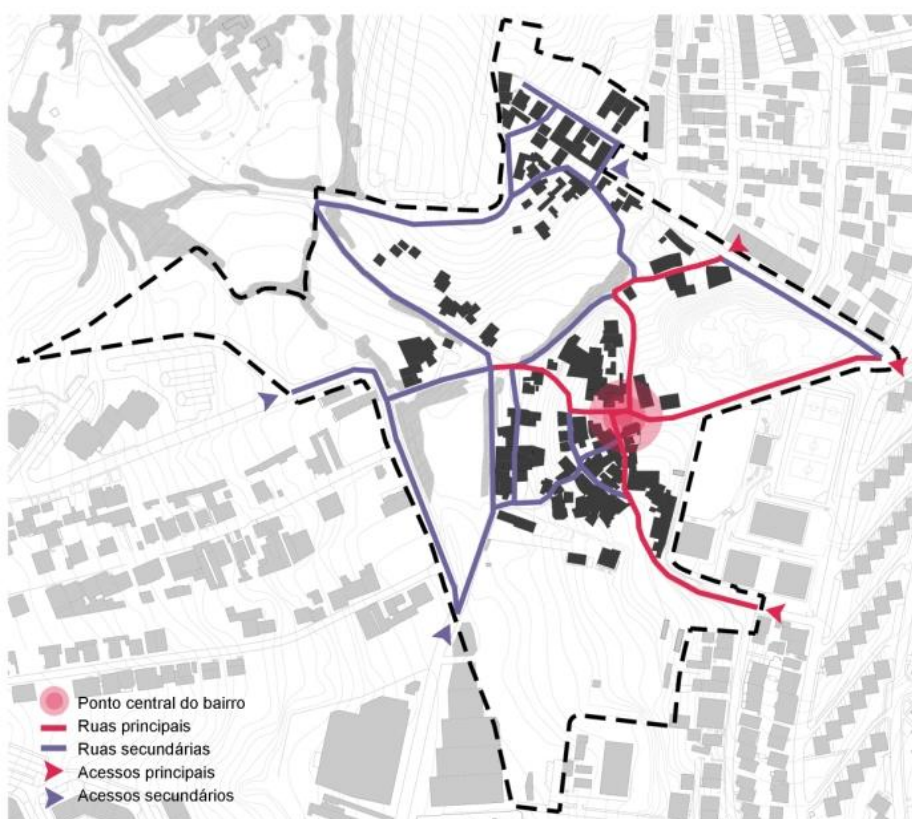 Ponto central do bairro
Ruas principais
Ruas secundárias
Acessos principais
Acessos secundários